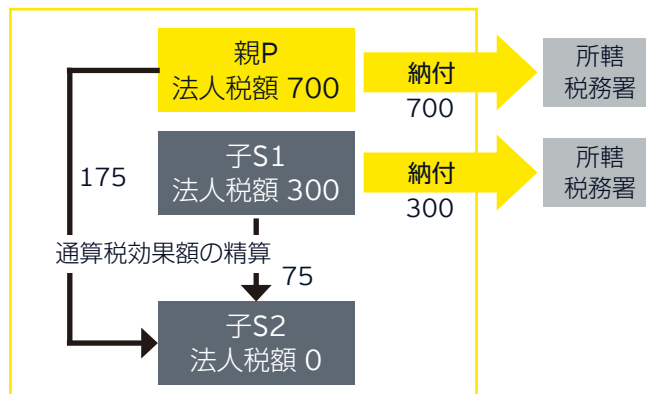 親P
法人税額 700
納付
700
所轄
税務署
子S1
法人税額 300
納付
300
所轄
税務署
175
通算税効果額の精算
75
子S2
法人税額 0